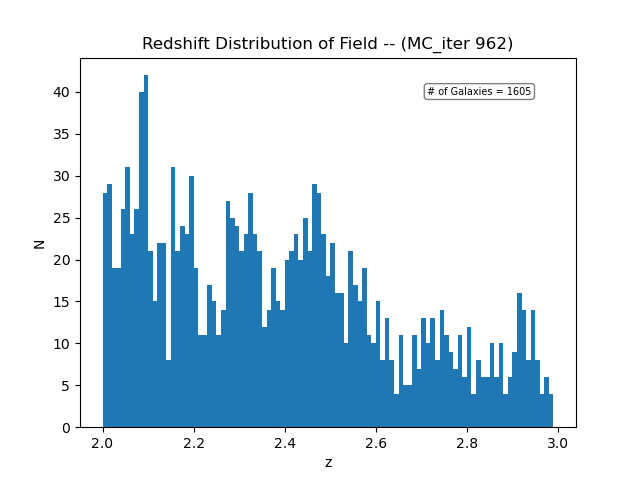 Redshift Distribution of Field -- (MC_iter 962)
# of Galaxies = 1605
40
35
30
25
20
15
10
5
0
N
2.0 2.2 2.4 2.6 2.8 3.0
z